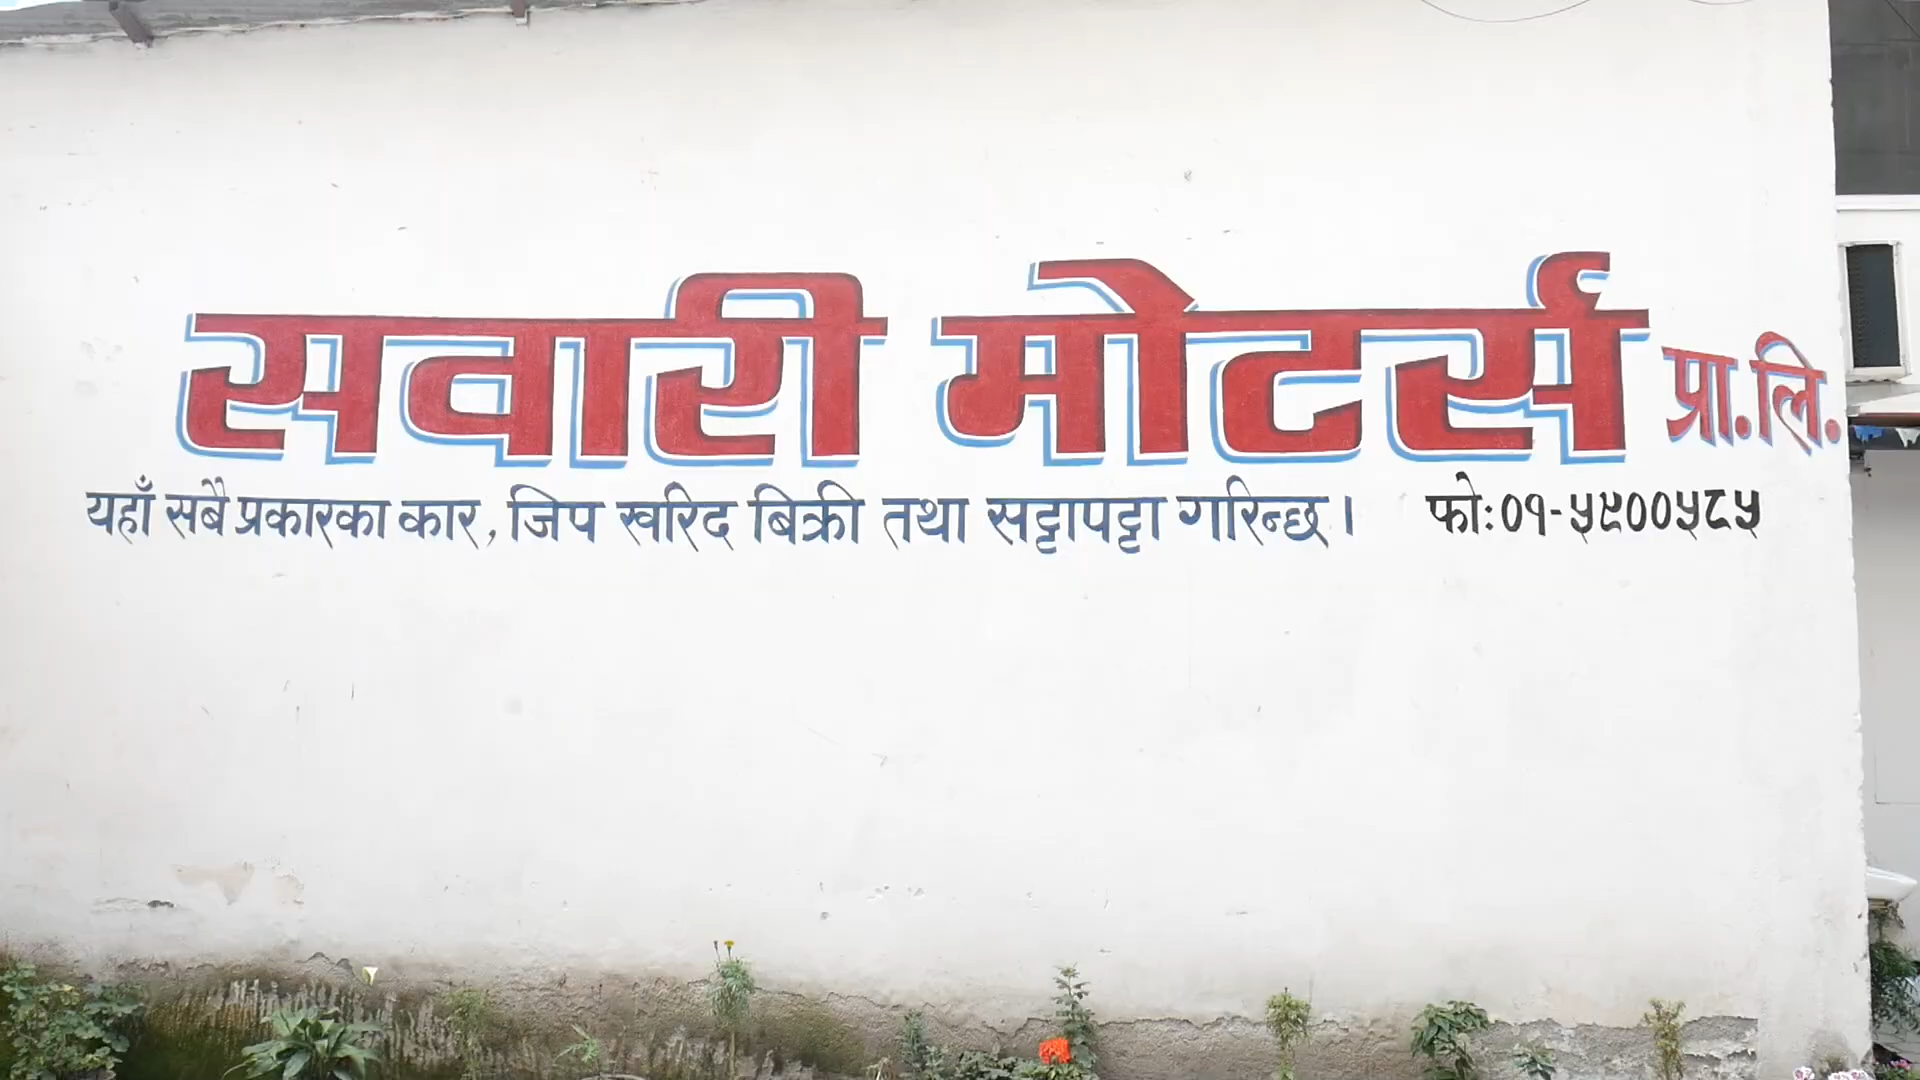 सवारी मोटर्स प्रा.लि.
यहाँ सबै प्रकारका कार, जिप खरिद बिक्री तथा सट्टापट्टा गरिन्छ। फो: ०१-५९००५८५